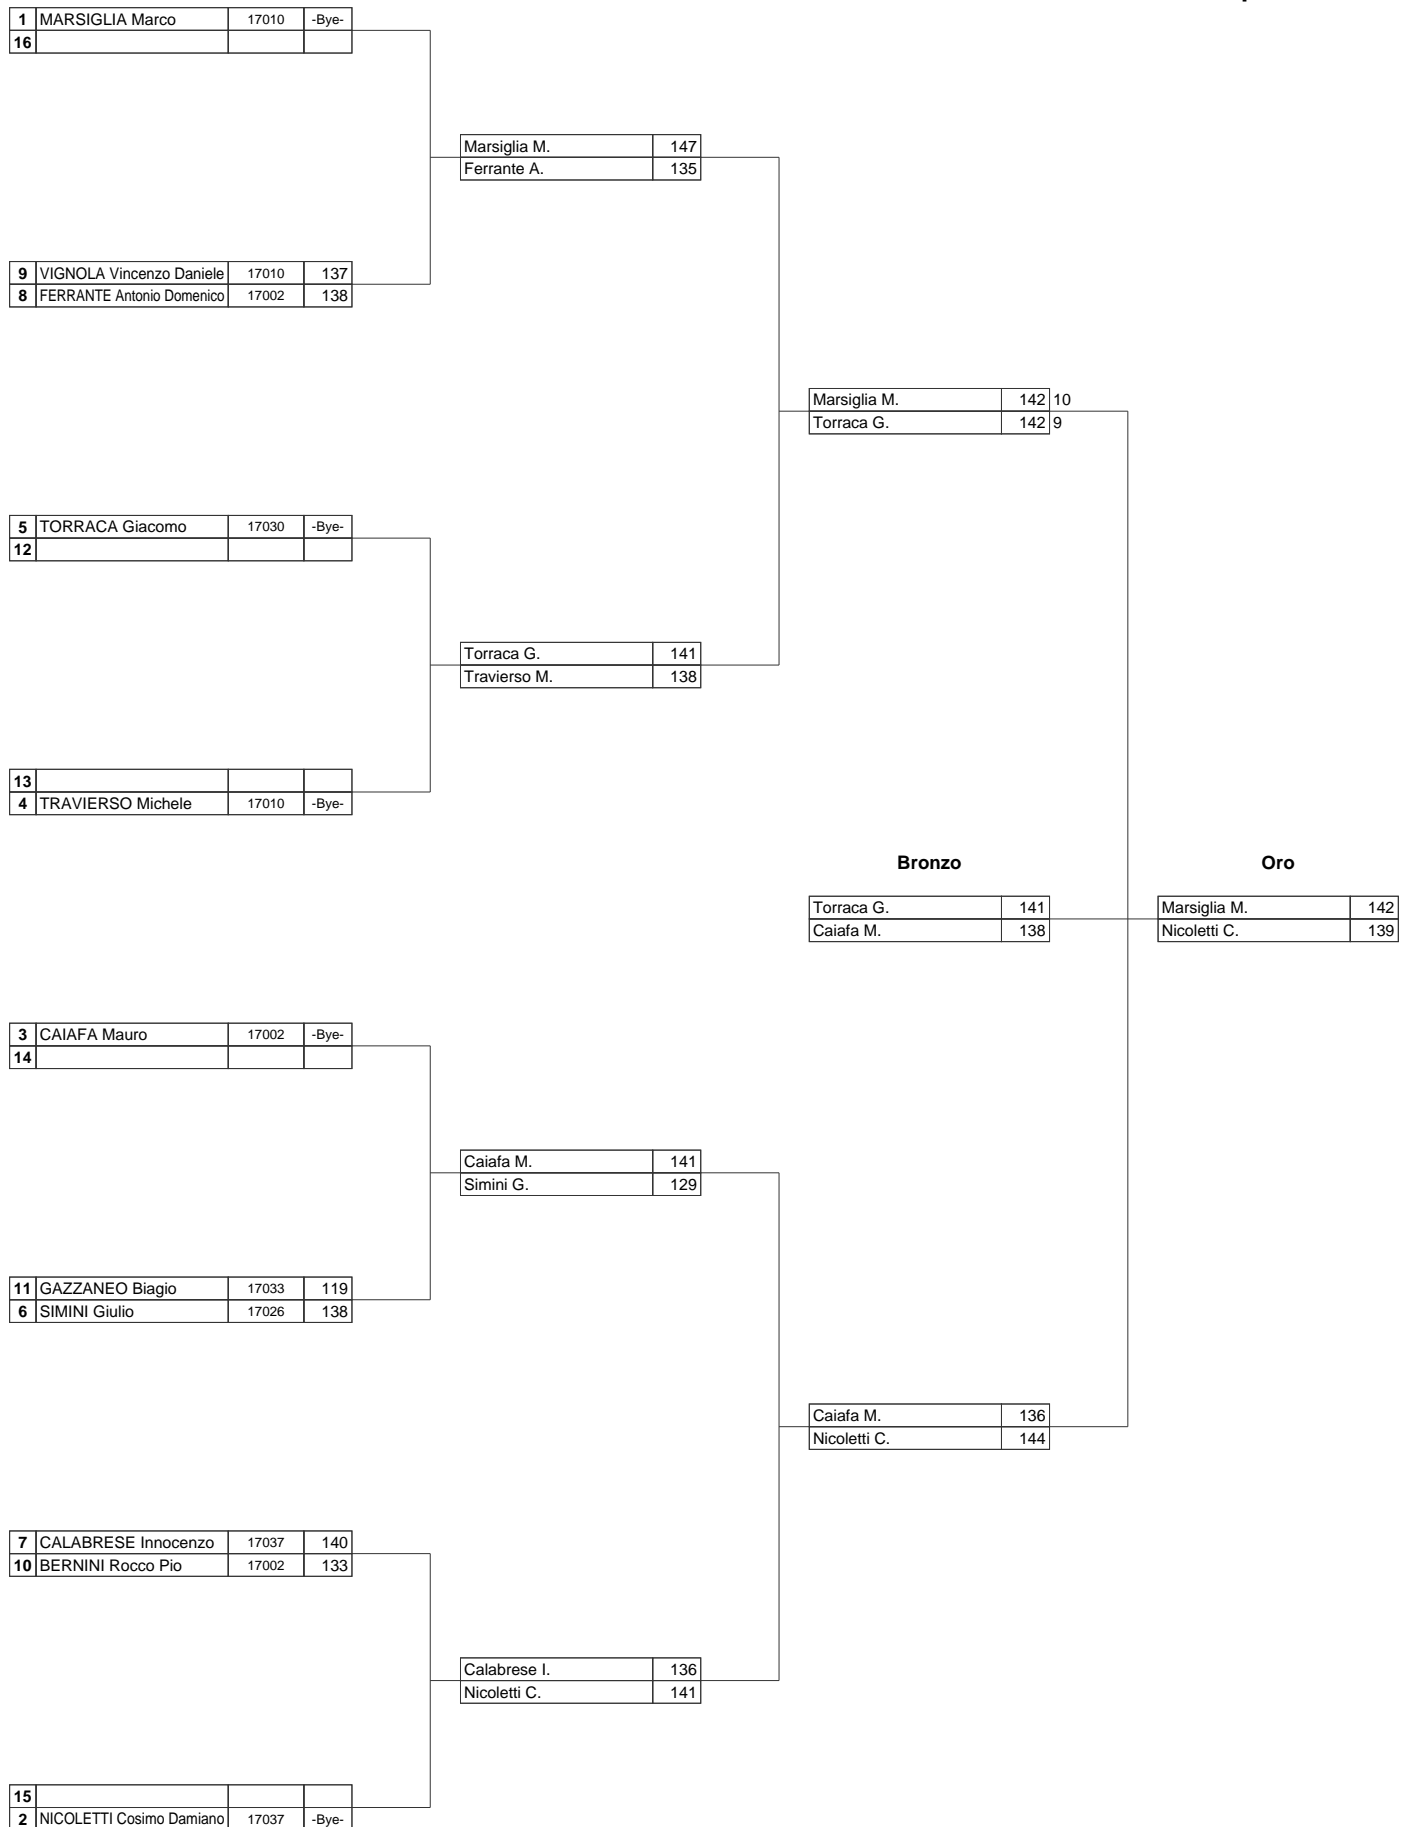 1 MARSIGLIA Marco 17010 -Bye-
16
Marsiglia M. 147
Ferrante A. 135
9 VIGNOLA Vincenzo Daniele 17010 137
8 FERRANTE Antonio Domenico 17002 138
Marsiglia M. 142 10
Torraca G. 142 9
5 TORRACA Giacomo 17030 -Bye-
12
Torraca G. 141
Travierso M. 138
13
4 TRAVIERSO Michele 17010 -Bye-
Bronzo Oro
Torraca G. 141 Marsiglia M. 142
Caiafa M. 138 Nicoletti C. 139
3 CAIAFA Mauro 17002 -Bye-
14
Caiafa M. 141
Simini G. 129
11 GAZZANEO Biagio 17033 119
6 SIMINI Giulio 17026 138
Caiafa M. 136
Nicoletti C. 144
7 CALABRESE Innocenzo 17037 140
10 BERNINI Rocco Pio 17002 133
Calabrese I. 136
Nicoletti C. 141
15
2 NICOLETTI Cosimo Damiano 17037 -Bye-